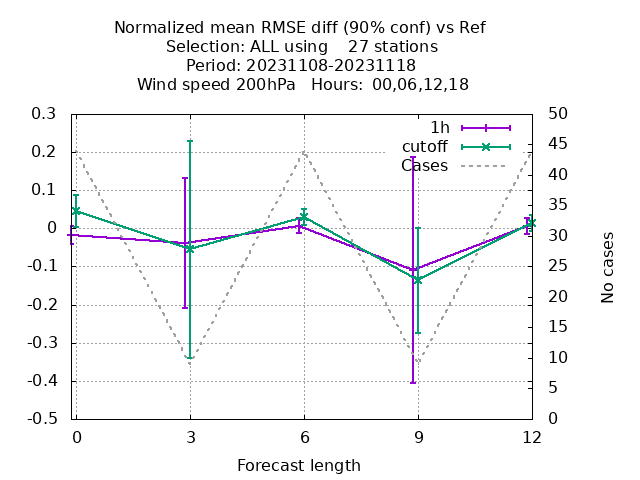 Normalized mean RMSE diff (90% conf) vs Ref
Selection: ALL using    27 stations
Period: 20231108-20231118
Wind speed 200hPa   Hours: 00,06,12,18
0.3
0.2
0.1
0
-0.1
-0.2
-0.3
-0.4
-0.5
1h
cutoff
Cases
50
45
40
35
30
25
20
15
10
5
0
No cases
0 3 6 9 12
Forecast length